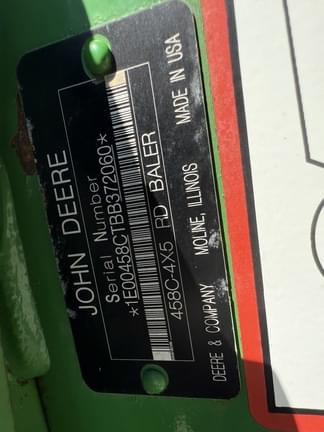 JOHN DEERE
Serial Number
*1E00458CTBB372060*
458C-4X5 RD BALER
DEERE & COMPANY MOLINE, ILLINOIS MADE IN USA